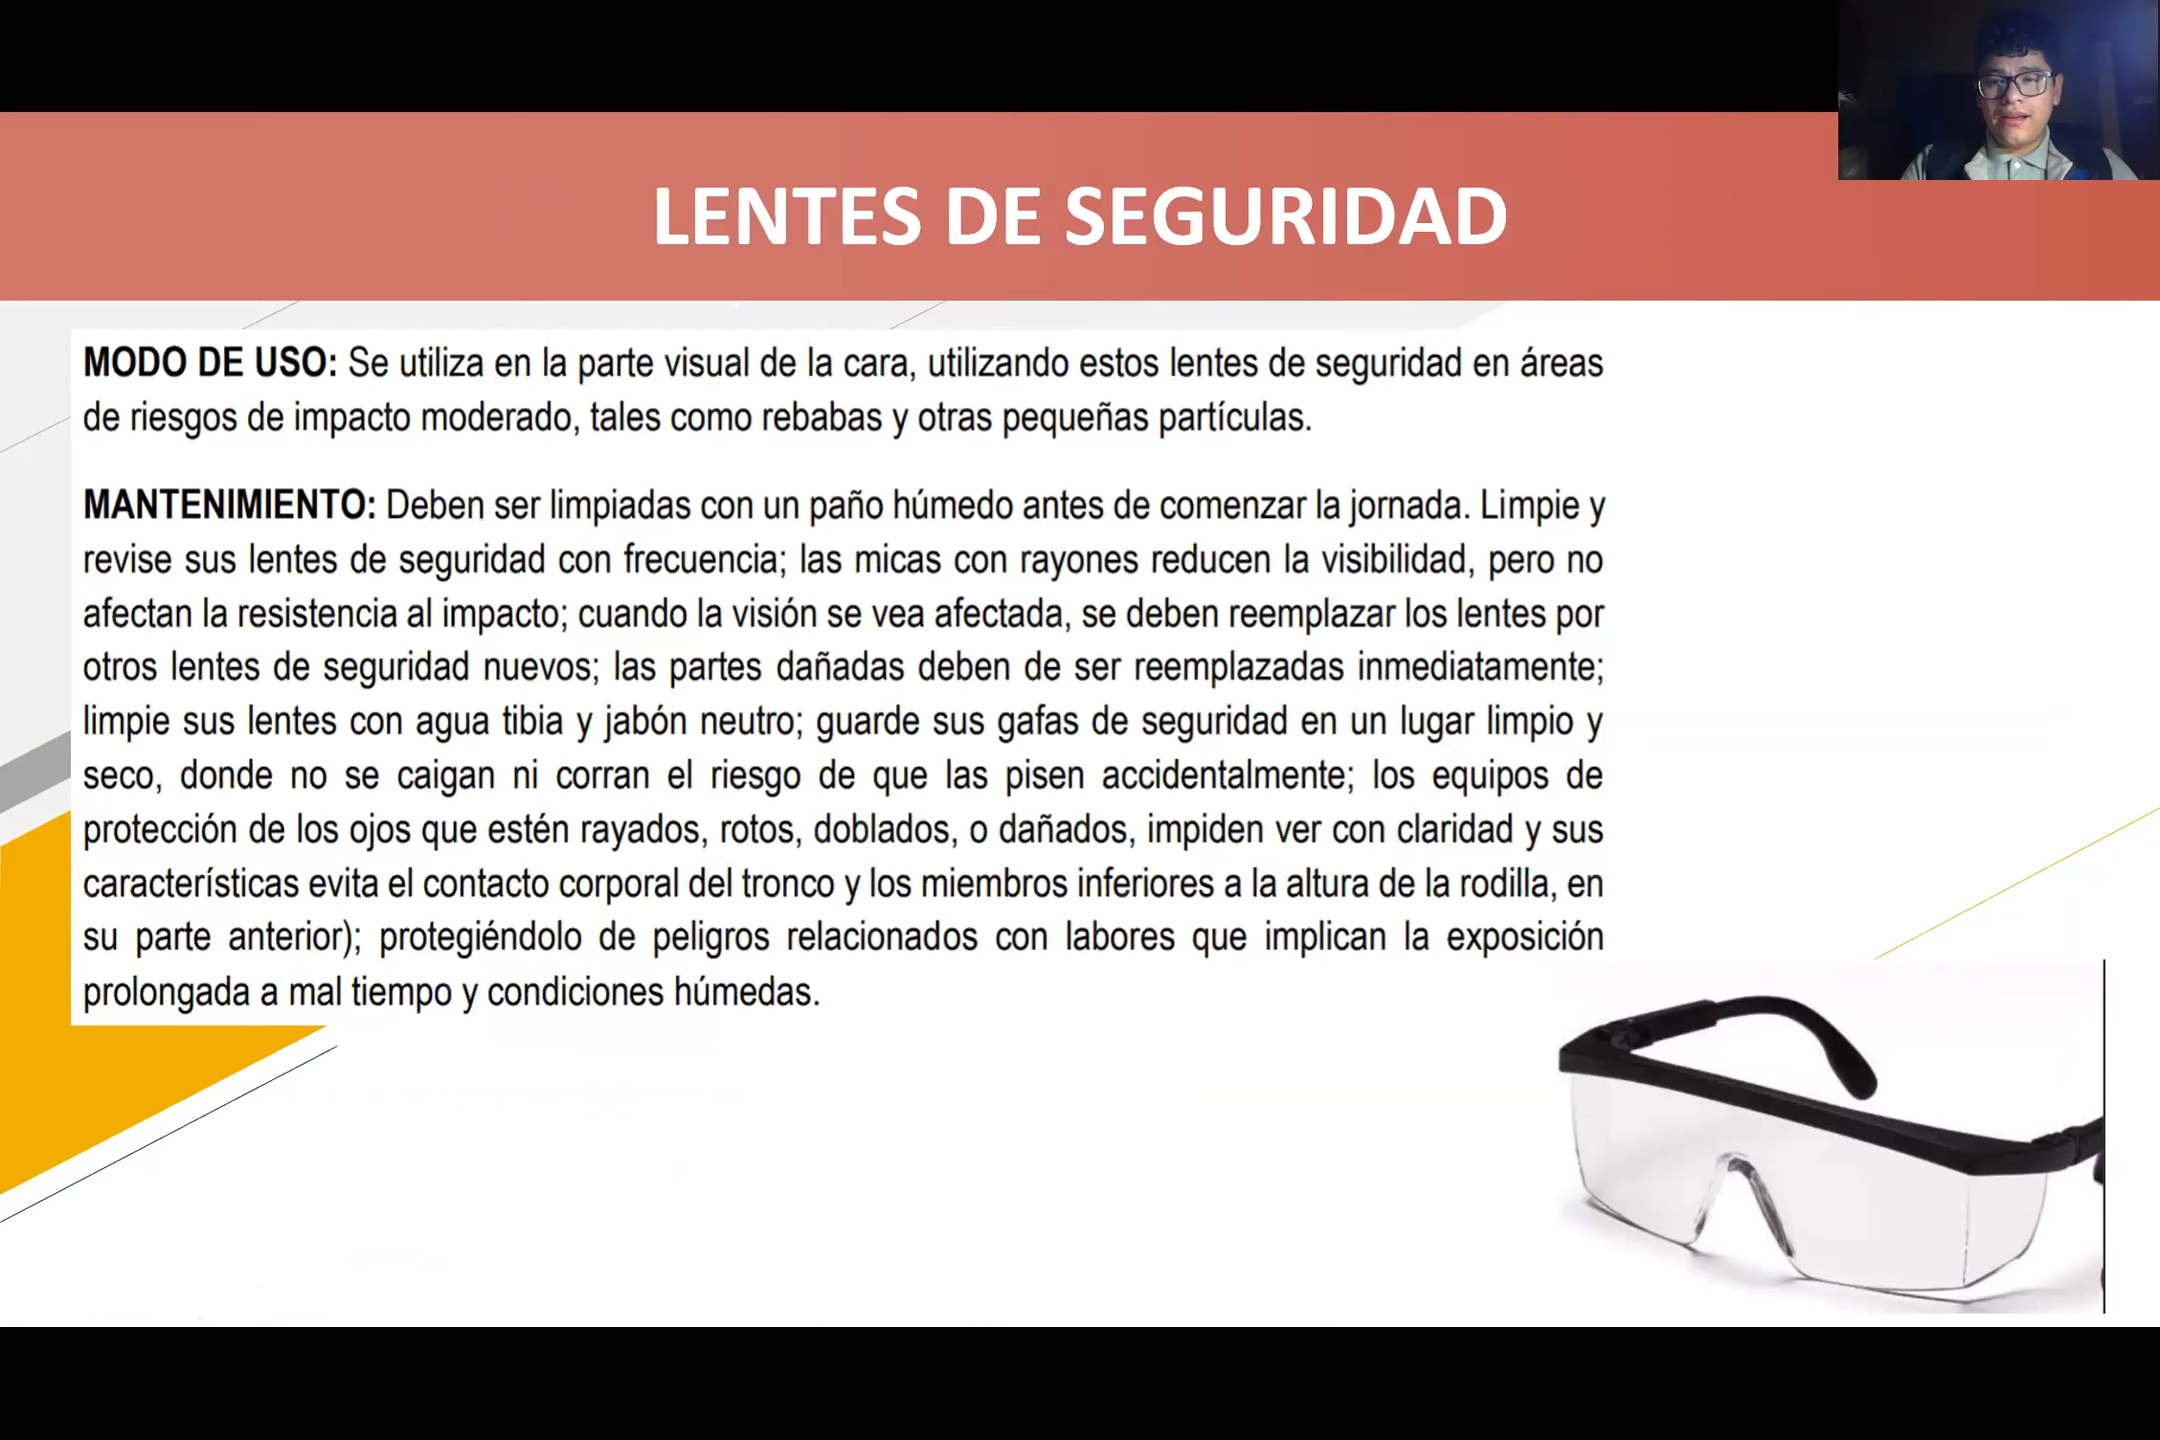 LENTES DE SEGURIDAD
MODO DE USO: Se utiliza en la parte visual de la cara, utilizando estos lentes de seguridad en áreas
de riesgos de impacto moderado, tales como rebabas y otras pequeñas partículas.
MANTENIMIENTO: Deben ser limpiadas con un paño húmedo antes de comenzar la jornada. Limpie y
revise sus lentes de seguridad con frecuencia; las micas con rayones reducen la visibilidad, pero no
afectan la resistencia al impacto; cuando la visión se vea afectada, se deben reemplazar los lentes por
otros lentes de seguridad nuevos; las partes dañadas deben de ser reemplazadas inmediatamente;
limpie sus lentes con agua tibia y jabón neutro; guarde sus gafas de seguridad en un lugar limpio y
seco, donde no se caigan ni corran el riesgo de que las pisen accidentalmente; los equipos de
protección de los ojos que estén rayados, rotos, doblados, o dañados, impiden ver con claridad y sus
características evita el contacto corporal del tronco y los miembros inferiores a la altura de la rodilla, en
su parte anterior); protegiéndolo de peligros relacionados con labores que implican la exposición
prolongada a mal tiempo y condiciones húmedas.